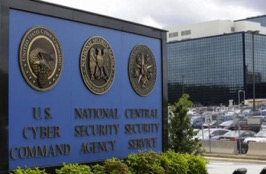 U.S. CYBER COMMAND
NATIONAL SECURITY AGENCY
CENTRAL SECURITY SERVICE